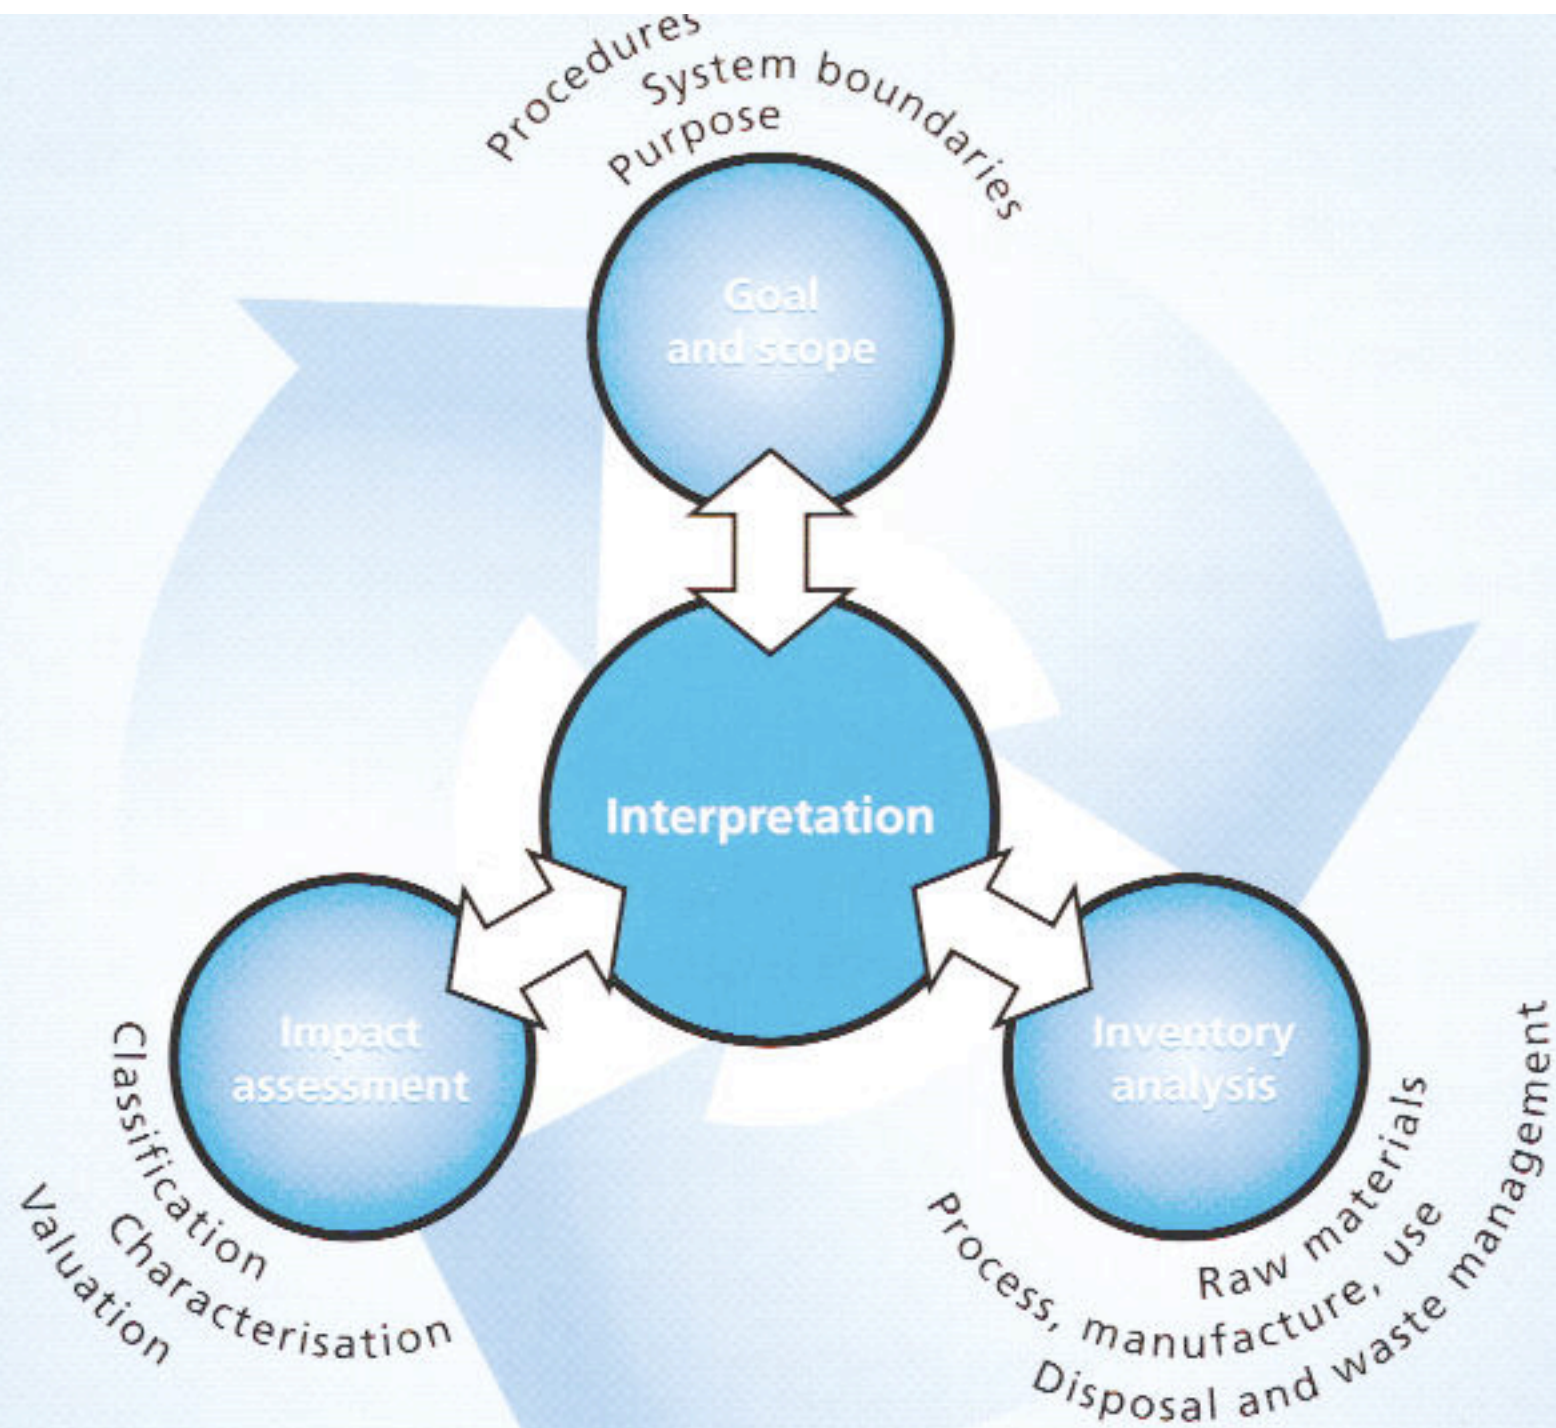 Procedures
System boundaries
Purpose
Goal
and scope
Interpretation
Impact
assessment
Inventory
analysis
Classification
Characterisation
Valuation
Raw materials
Process, manufacture, use
Disposal and waste management